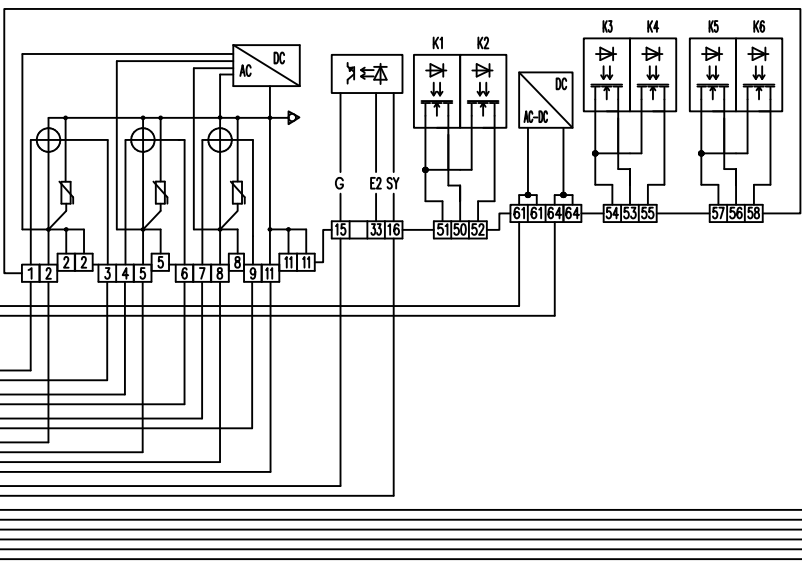 K3 K4 K5 K6
K1 K2
DC
AC
DC
AC-DC
G E2 SY
61 61 64 64 54 53 55 57 56 58
15 33 16 51 50 52
2 2 5 8 11 11
1 2 3 4 5 6 7 8 9 11